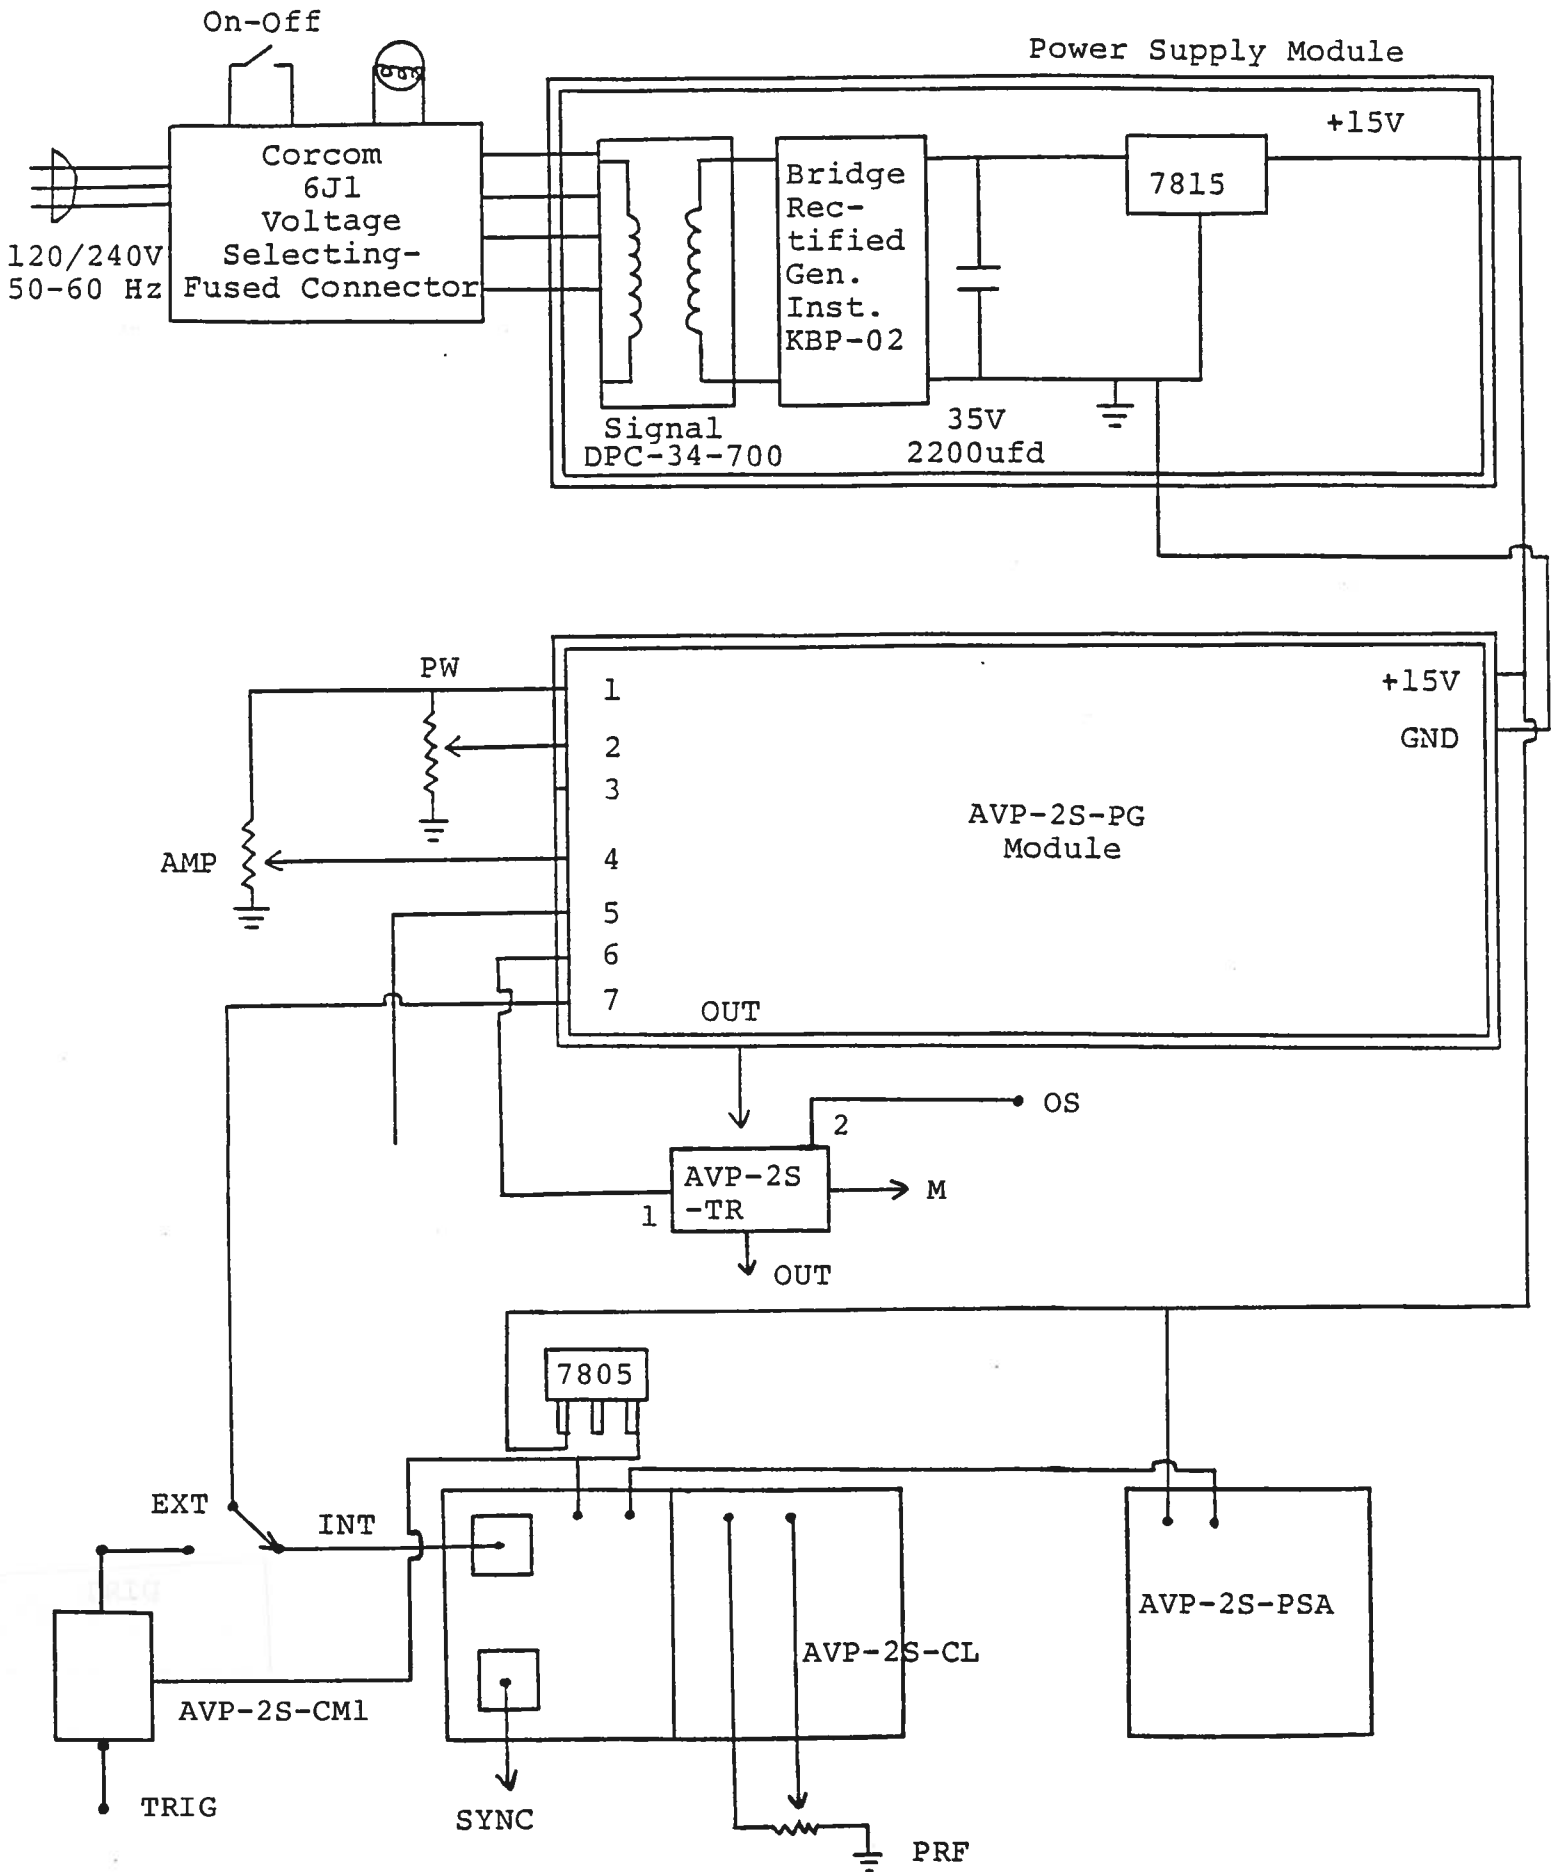 On-Off
Power Supply Module
+15V
Corcom
6J1
Voltage
Selecting-
Fused Connector
120/240V
50-60 Hz
Bridge
Rec-
tified
Gen.
Inst.
KBP-02
7815
Signal
DPC-34-700
35V
2200ufd
PW
1
2
3
4
5
6
7
+15V
GND
AVP-2S-PG
Module
AMP
OUT
OS
2
AVP-2S
-TR
M
1
OUT
7805
EXT
INT
AVP-2S-PSA
AVP-2S-CL
AVP-2S-CM1
TRIG
SYNC
PRF